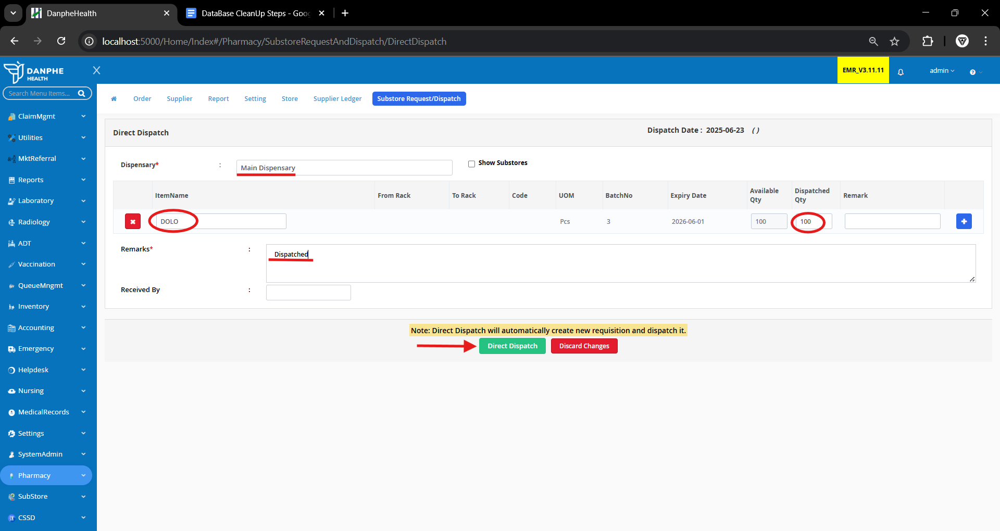 DanpheHealth
DataBase CleanUp Steps - Goo
localhost:5000/Home/Index#/Pharmacy/SubstoreRequestAndDispatch/DirectDispatch
DANPHE
HEALTH
X
EMR_V3.11.11
admin
Search Menu Items...
Order
Supplier
Report
Setting
Store
Supplier Ledger
Substore Request/Dispatch
ClaimMgmt
Utilities
MktReferral
Reports
Laboratory
Radiology
ADT
Vaccination
QueueMngmt
Inventory
Accounting
Emergency
Helpdesk
Nursing
MedicalRecords
Settings
SystemAdmin
Pharmacy
SubStore
CSSD
Direct Dispatch
Dispatch Date : 2025-06-23 ( )
Dispensary* :
Main Dispensary
Show Substores
ItemName
From Rack
To Rack
Code
UOM
BatchNo
Expiry Date
Available
Qty
Dispatched
Qty
Remark
DOLO
Pcs
3
2026-06-01
100
100
Remarks* :
Dispatched
Received By :
Note: Direct Dispatch will automatically create new requisition and dispatch it.
Direct Dispatch
Discard Changes